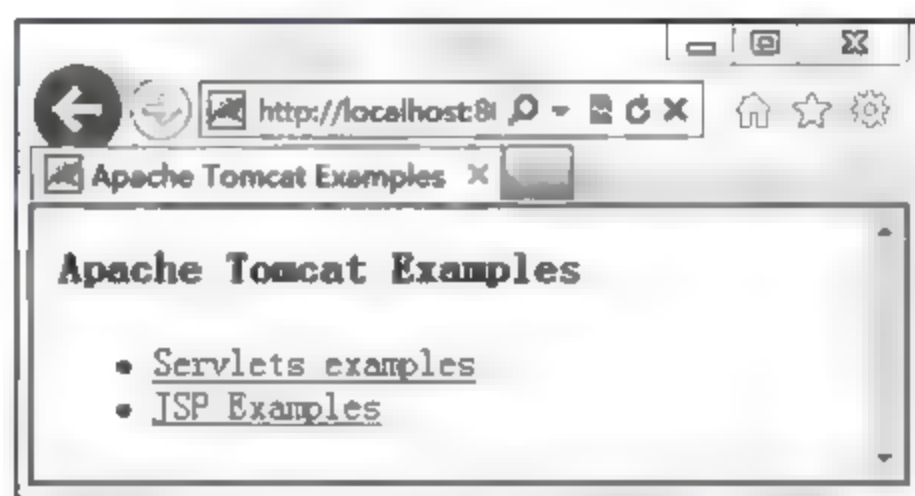 http://localhost:8
Apache Tomcat Examples
Apache Tomcat Examples
Servlets examples
JSP Examples